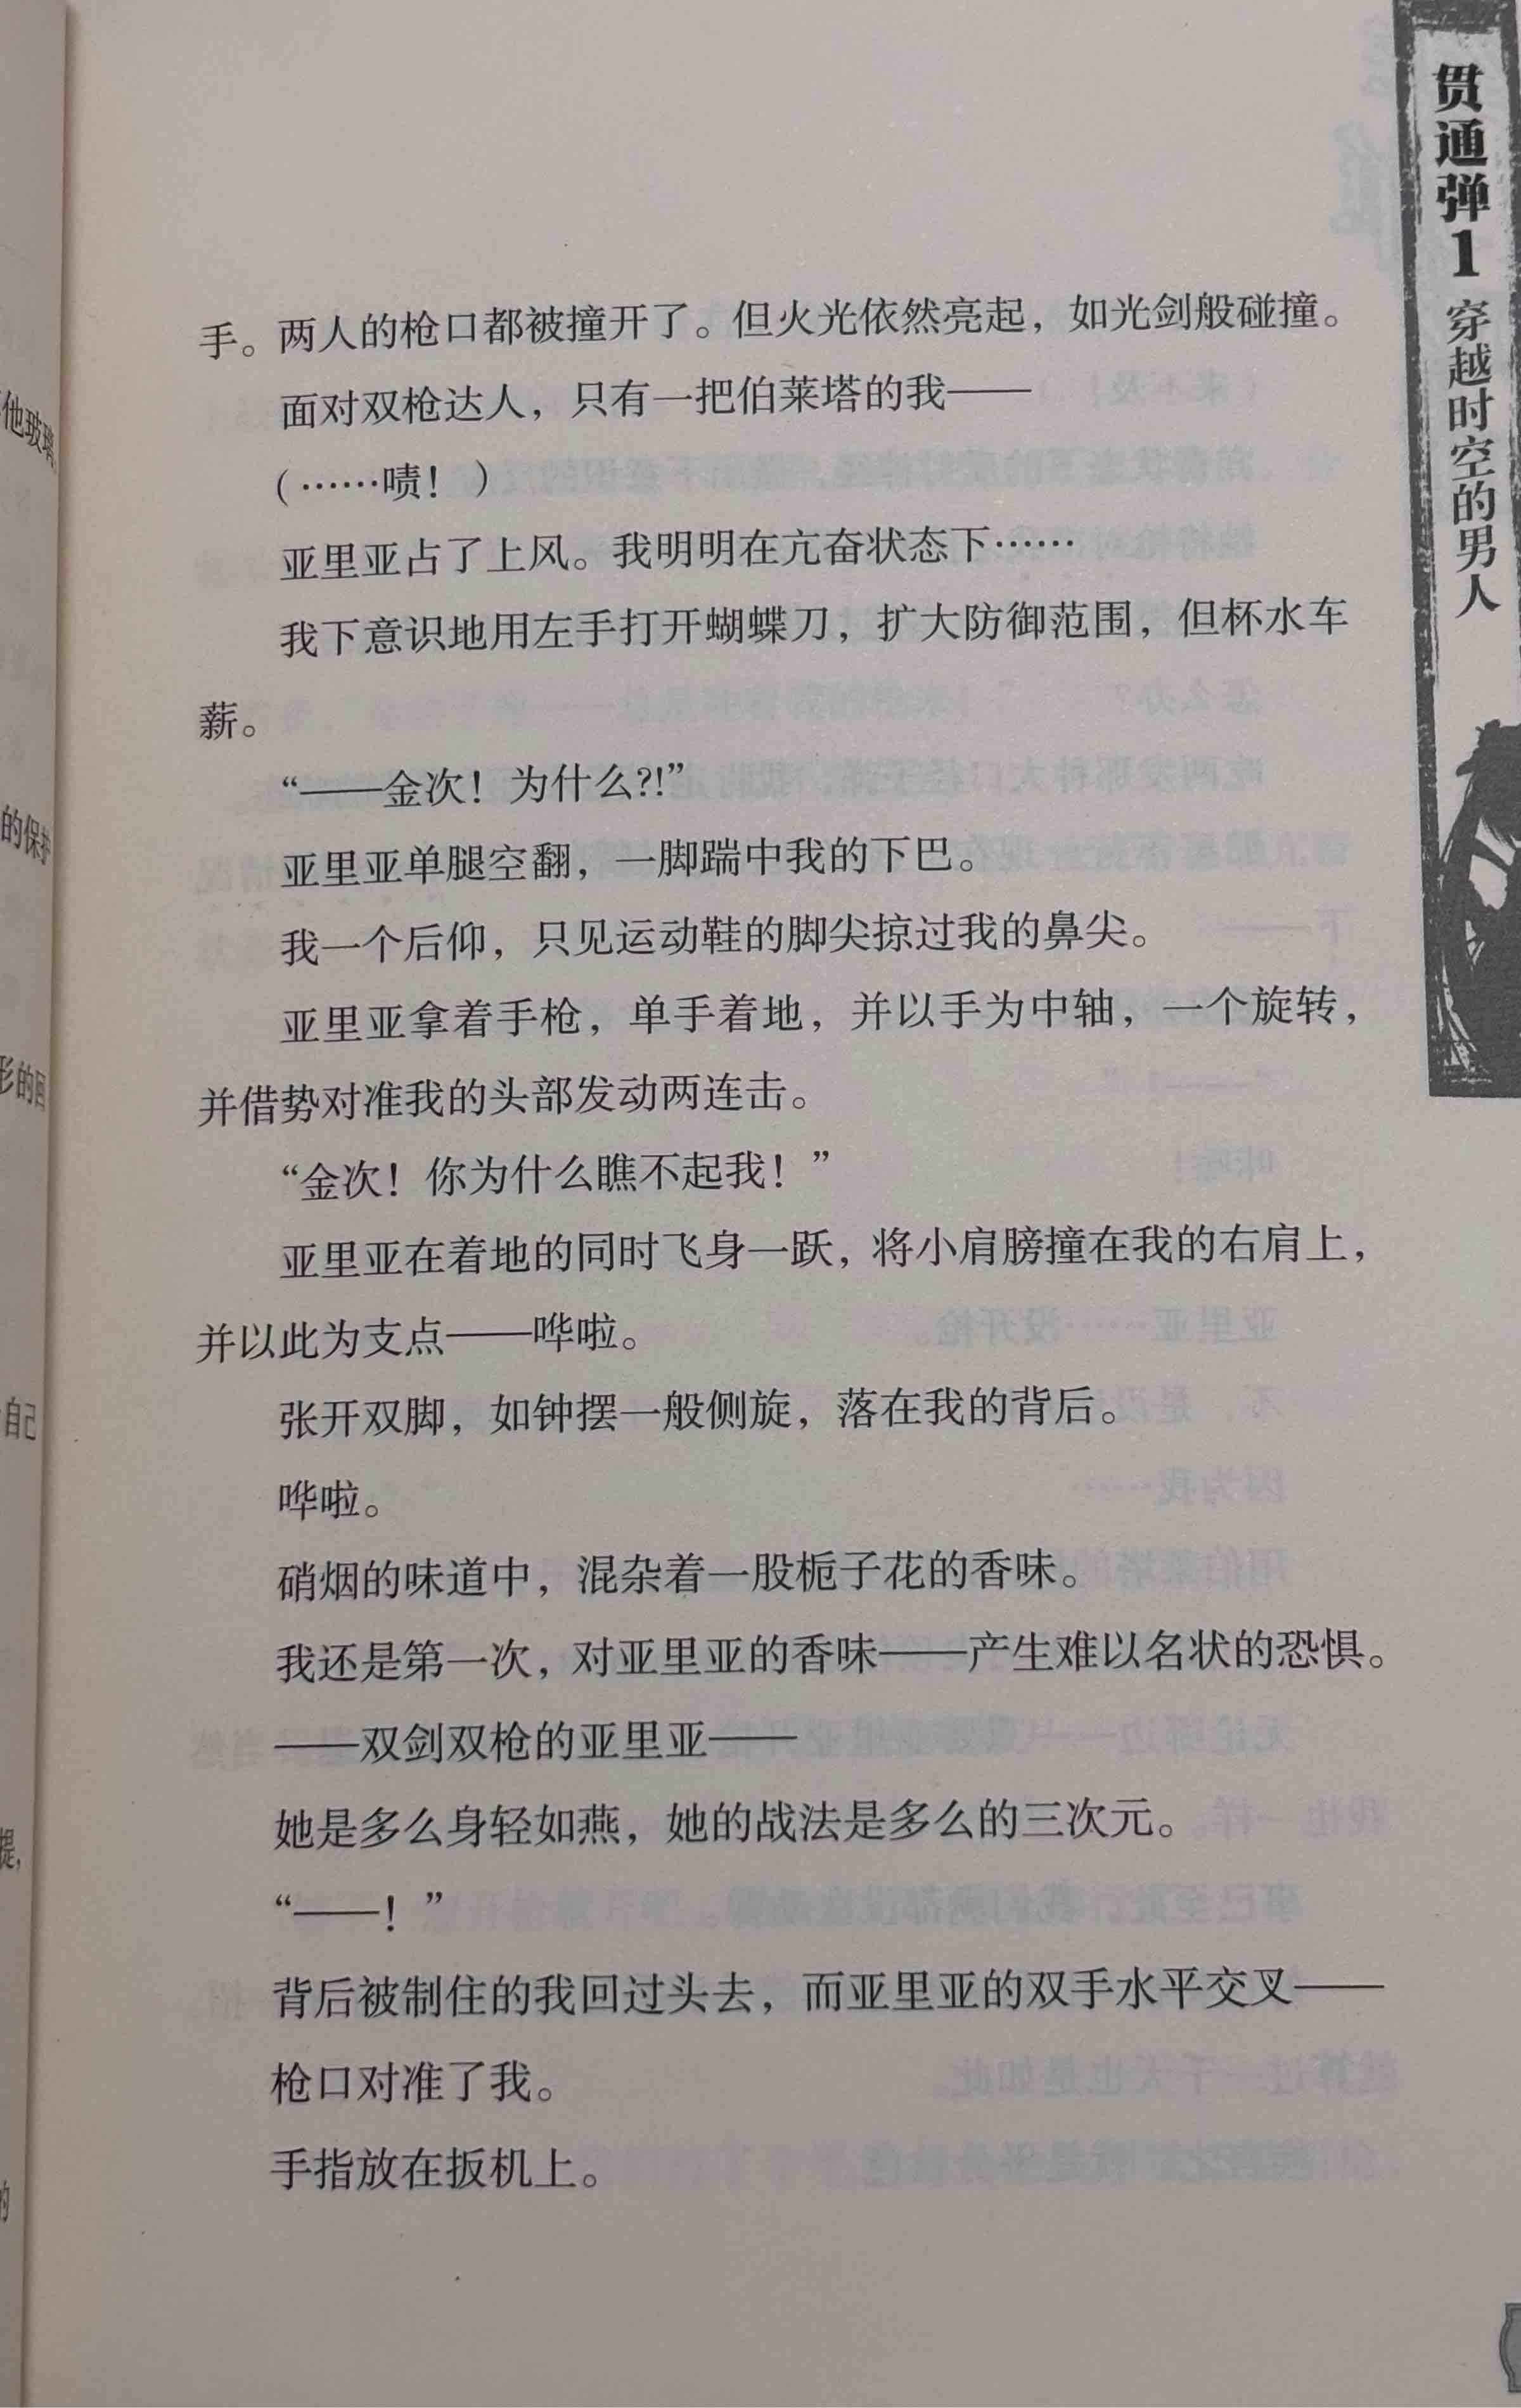 手。两人的枪口都被撞开了。但火光依然亮起，如光剑般碰撞。
面对双枪达人，只有一把伯莱塔的我——
（……啧！）
亚里亚占了上风。我明明在亢奋状态下……
我下意识地用左手打开蝴蝶刀，扩大防御范围，但杯水车
薪。
“——金次！为什么?!”
亚里亚单腿空翻，一脚踹中我的下巴。
我一个后仰，只见运动鞋的脚尖掠过我的鼻尖。
亚里亚拿着手枪，单手着地，并以手为中轴，一个旋转，
并借势对准我的头部发动两连击。
“金次！你为什么瞧不起我！”
亚里亚在着地的同时飞身一跃，将小肩膀撞在我的右肩上，
并以此为支点——哗啦。
张开双脚，如钟摆一般侧旋，落在我的背后。
哗啦。
硝烟的味道中，混杂着一股栀子花的香味。
我还是第一次，对亚里亚的香味——产生难以名状的恐惧。
——双剑双枪的亚里亚——
她是多么身轻如燕，她的战法是多么的三次元。
“——！”
背后被制住的我回过头去，而亚里亚的双手水平交叉——
枪口对准了我。
手指放在扳机上。
贯通弹1 穿越时空的男人
他玻璃
的保护
形的回
自己
提，
的